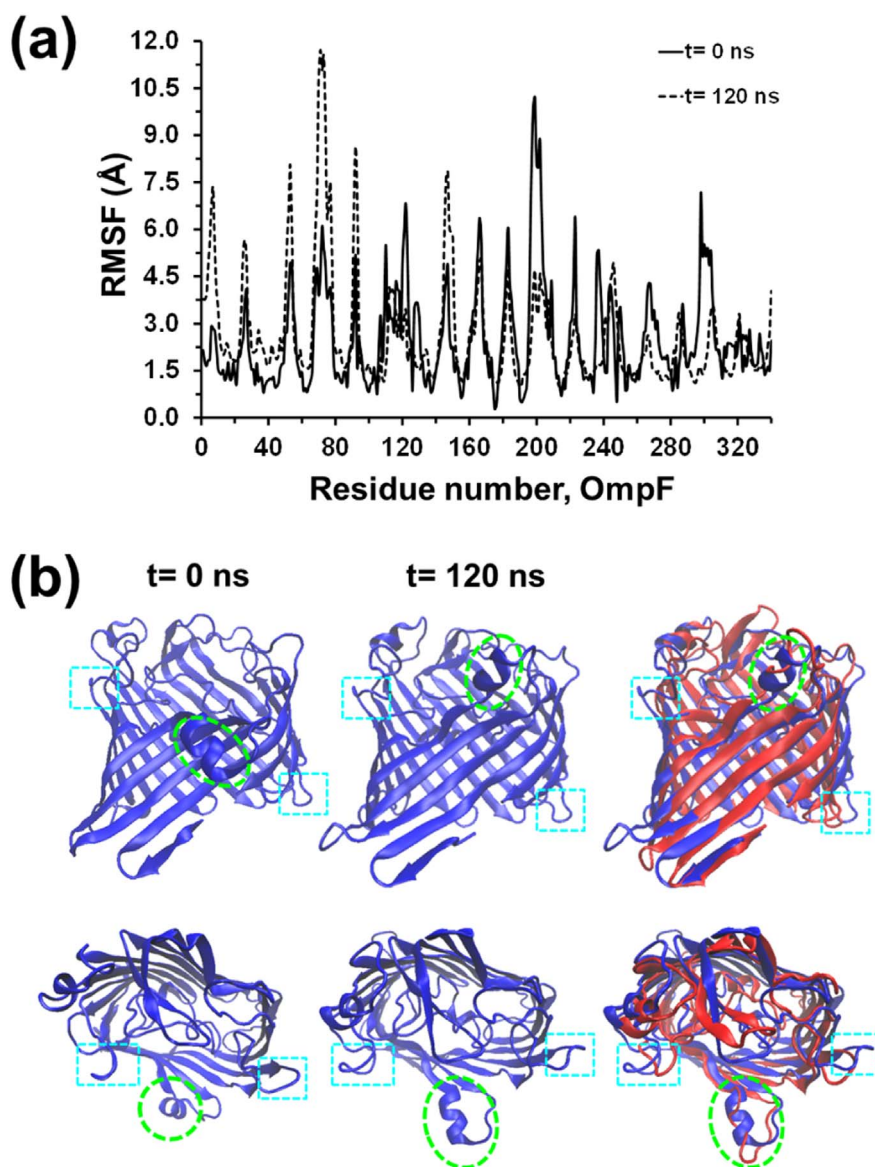 (a)
12.0
10.5
9.0
7.5
6.0
4.5
3.0
1.5
0.0
RMSF (Å)
t= 0 ns
t= 120 ns
0 40 80 120 160 200 240 280 320
Residue number, OmpF
(b)
t= 0 ns t= 120 ns